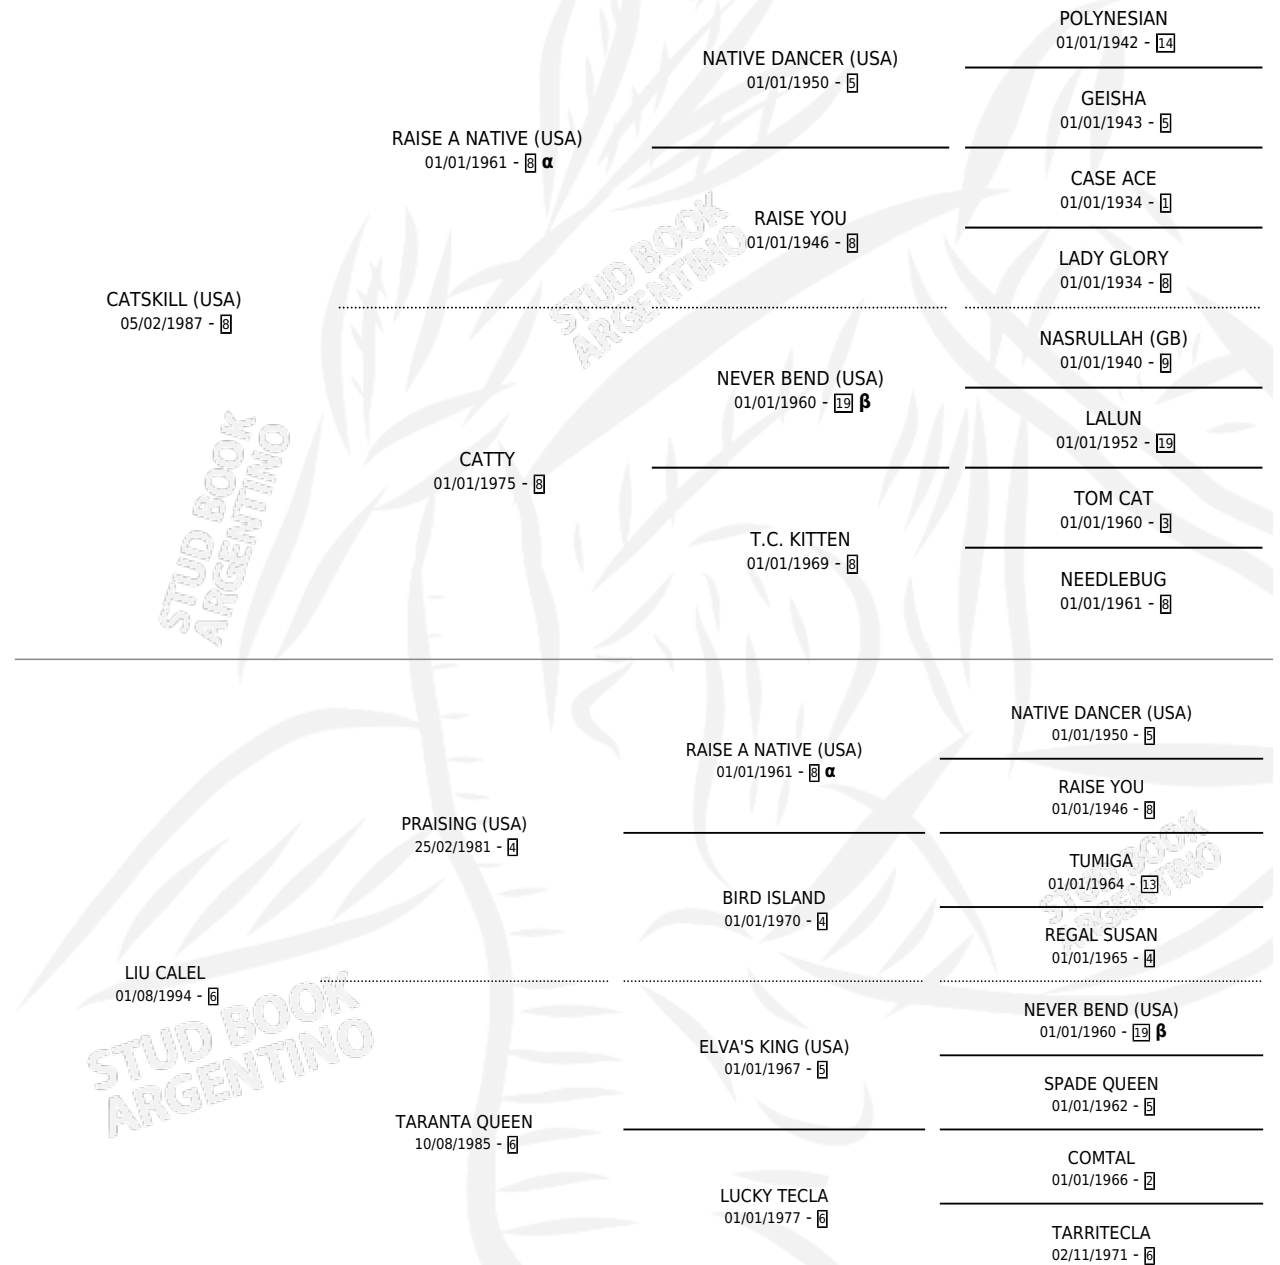 POLYNESIAN
01/01/1942 - 14
NATIVE DANCER (USA)
01/01/1950 - 5
GEISHA
01/01/1943 - 5
RAISE A NATIVE (USA)
01/01/1961 - 8 α
CASE ACE
01/01/1934 - 1
RAISE YOU
01/01/1946 - 8
LADY GLORY
01/01/1934 - 8
CATSKILL (USA)
05/02/1987 - 8
NASRULLAH (GB)
01/01/1940 - 9
NEVER BEND (USA)
01/01/1960 - 19 β
LALUN
01/01/1952 - 19
CATTY
01/01/1975 - 8
TOM CAT
01/01/1960 - 3
T.C. KITTEN
01/01/1969 - 8
NEEDLEBUG
01/01/1961 - 8
NATIVE DANCER (USA)
01/01/1950 - 5
RAISE A NATIVE (USA)
01/01/1961 - 8 α
RAISE YOU
01/01/1946 - 8
PRAISING (USA)
25/02/1981 - 4
TUMIGA
01/01/1964 - 13
BIRD ISLAND
01/01/1970 - 4
REGAL SUSAN
01/01/1965 - 4
LIU CALEL
01/08/1994 - 6
NEVER BEND (USA)
01/01/1960 - 19 β
ELVA'S KING (USA)
01/01/1967 - 5
SPADE QUEEN
01/01/1962 - 5
TARANTA QUEEN
10/08/1985 - 6
COMTAL
01/01/1966 - 2
LUCKY TECLA
01/01/1977 - 6
TARRITECLA
02/11/1971 - 6
STUD BOOK
ARGENTINO
STUD BOOK
ARGENTINO
STUD BOOK
ARGENTINO
STUD BOOK
ARGENTINO